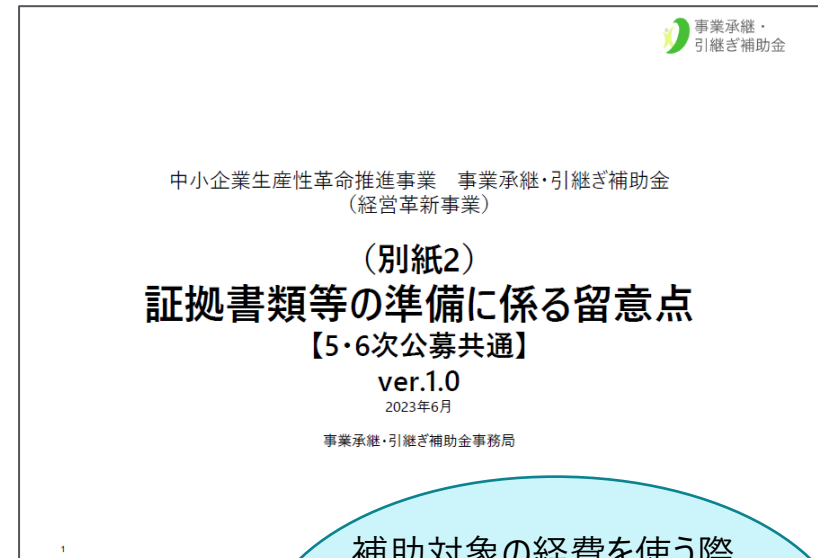 事業承継・
引継ぎ補助金
中小企業生産性革命推進事業　事業承継・引継ぎ補助金
（経営革新事業）
（別紙2）
証拠書類等の準備に係る留意点
【5・6次公募共通】
ver.1.0
2023年6月
事業承継・引継ぎ補助金事務局
1
補助対象の経費を使う際